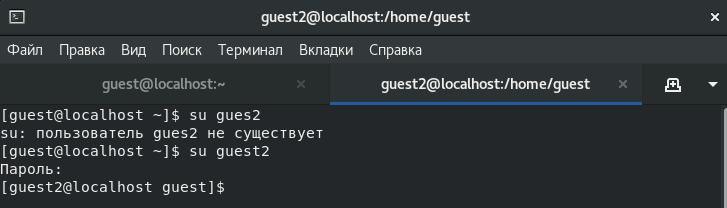 guest2@localhost:/home/guest
Файл Правка Вид Поиск Терминал Вкладки Справка
guest@localhost:~ × guest2@localhost:/home/guest ×
[guest@localhost ~]$ su gues2
su: пользователь gues2 не существует
[guest@localhost ~]$ su guest2
Пароль:
[guest2@localhost guest]$